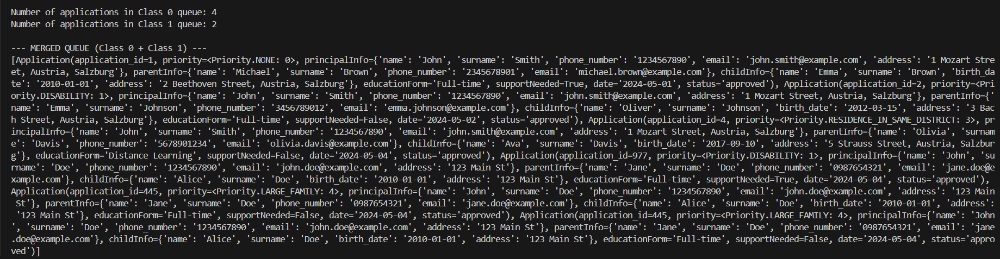 Number of applications in Class 0 queue: 4
Number of applications in Class 1 queue: 2
--- MERGED QUEUE (Class 0 + Class 1) ---
[Application(application_id=1, priority=<Priority.NONE: 0>, principalInfo={'name': 'John', 'surname': 'Smith', 'phone_number': '1234567890', 'email': 'john.smith@example.com', 'address': '1 Mozart Stre
et, Austria, Salzburg'}, parentInfo={'name': 'Michael', 'surname': 'Brown', 'phone_number': '2345678901', 'email': 'michael.brown@example.com'}, childInfo={'name': 'Emma', 'surname': 'Brown', 'birth_da
te': '2010-01-01', 'address': '2 Beethoven Street, Austria, Salzburg'}, educationForm='Full-time', supportNeeded=True, date='2024-05-01', status='approved'), Application(application_id=2, priority=<Pri
ority.DISABILITY: 1>, principalInfo={'name': 'John', 'surname': 'Smith', 'phone_number': '1234567890', 'email': 'john.smith@example.com', 'address': '1 Mozart Street, Austria, Salzburg'}, parentInfo={'
name': 'Emma', 'surname': 'Johnson', 'phone_number': '3456789012', 'email': 'emma.johnson@example.com'}, childInfo={'name': 'Oliver', 'surname': 'Johnson', 'birth_date': '2012-03-15', 'address': '3 Bac
h Street, Austria, Salzburg'}, educationForm='Full-time', supportNeeded=False, date='2024-05-02', status='approved'), Application(application_id=4, priority=<Priority.RESIDENCE_IN_SAME_DISTRICT: 3>, pr
incipalInfo={'name': 'John', 'surname': 'Smith', 'phone_number': '1234567890', 'email': 'john.smith@example.com', 'address': '1 Mozart Street, Austria, Salzburg'}, parentInfo={'name': 'Olivia', 'surnam
e': 'Davis', 'phone_number': '5678901234', 'email': 'olivia.davis@example.com'}, childInfo={'name': 'Ava', 'surname': 'Davis', 'birth_date': '2017-09-10', 'address': '5 Strauss Street, Austria, Salzbur
g'}, educationForm='Distance Learning', supportNeeded=False, date='2024-05-04', status='approved'), Application(application_id=977, priority=<Priority.DISABILITY: 1>, principalInfo={'name': 'John', 'su
rname': 'Doe', 'phone_number': '1234567890', 'email': 'john.doe@example.com', 'address': '123 Main St'}, parentInfo={'name': 'Jane', 'surname': 'Doe', 'phone_number': '0987654321', 'email': 'jane.doe@e
xample.com'}, childInfo={'name': 'Alice', 'surname': 'Doe', 'birth_date': '2010-01-01', 'address': '123 Main St'}, educationForm='Full-time', supportNeeded=True, date='2024-05-04', status='approved'),
Application(application_id=445, priority=<Priority.LARGE_FAMILY: 4>, principalInfo={'name': 'John', 'surname': 'Doe', 'phone_number': '1234567890', 'email': 'john.doe@example.com', 'address': '123 Main
 St'}, parentInfo={'name': 'Jane', 'surname': 'Doe', 'phone_number': '0987654321', 'email': 'jane.doe@example.com'}, childInfo={'name': 'Alice', 'surname': 'Doe', 'birth_date': '2010-01-01', 'address':
 '123 Main St'}, educationForm='Full-time', supportNeeded=False, date='2024-05-04', status='approved'), Application(application_id=445, priority=<Priority.LARGE_FAMILY: 4>, principalInfo={'name': 'John
', 'surname': 'Doe', 'phone_number': '1234567890', 'email': 'john.doe@example.com', 'address': '123 Main St'}, parentInfo={'name': 'Jane', 'surname': 'Doe', 'phone_number': '0987654321', 'email': 'jane
.doe@example.com'}, childInfo={'name': 'Alice', 'surname': 'Doe', 'birth_date': '2010-01-01', 'address': '123 Main St'}, educationForm='Full-time', supportNeeded=False, date='2024-05-04', status='appro
ved')]